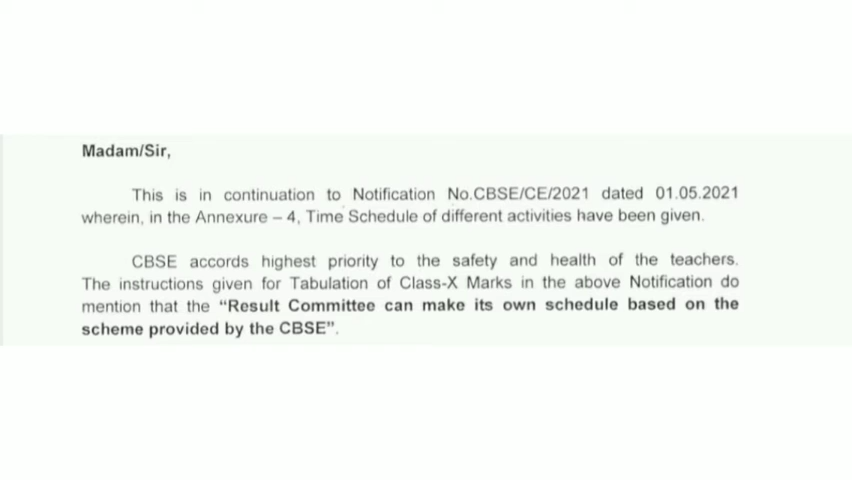 Madam/Sir,
This is in continuation to Notification No.CBSE/CE/2021 dated 01.05.2021
wherein, in the Annexure – 4, Time Schedule of different activities have been given.
CBSE accords highest priority to the safety and health of the teachers.
The instructions given for Tabulation of Class-X Marks in the above Notification do
mention that the “Result Committee can make its own schedule based on the
scheme provided by the CBSE”.